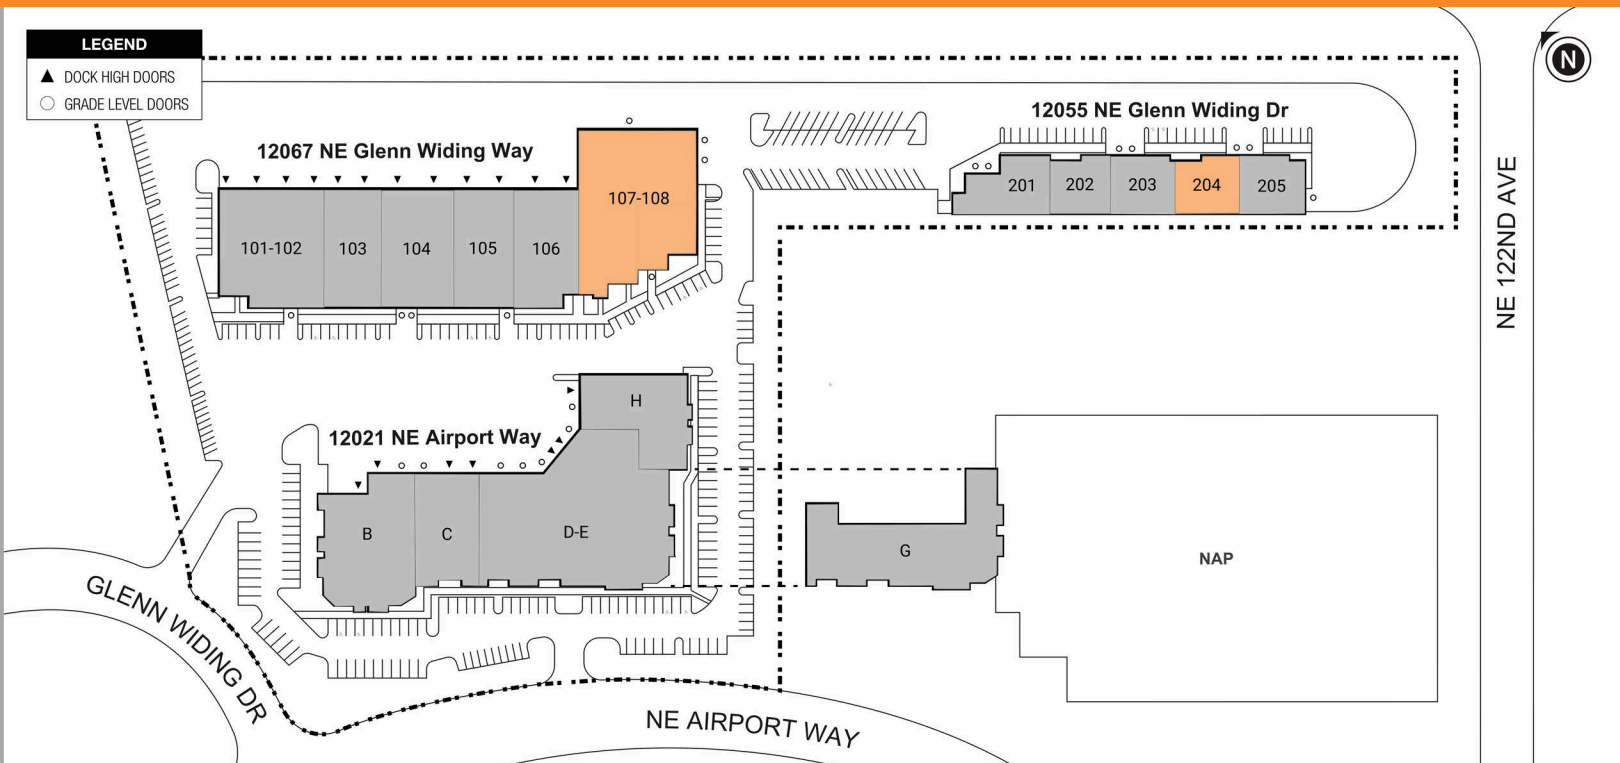 LEGEND
DOCK HIGH DOORS
GRADE LEVEL DOORS
N
12067 NE Glenn Widing Way
101-102
103
104
105
106
107-108
12055 NE Glenn Widing Dr
201
202
203
204
205
NE 122ND AVE
12021 NE Airport Way
H
B
C
D-E
G
NAP
GLENN WIDING DR
NE AIRPORT WAY